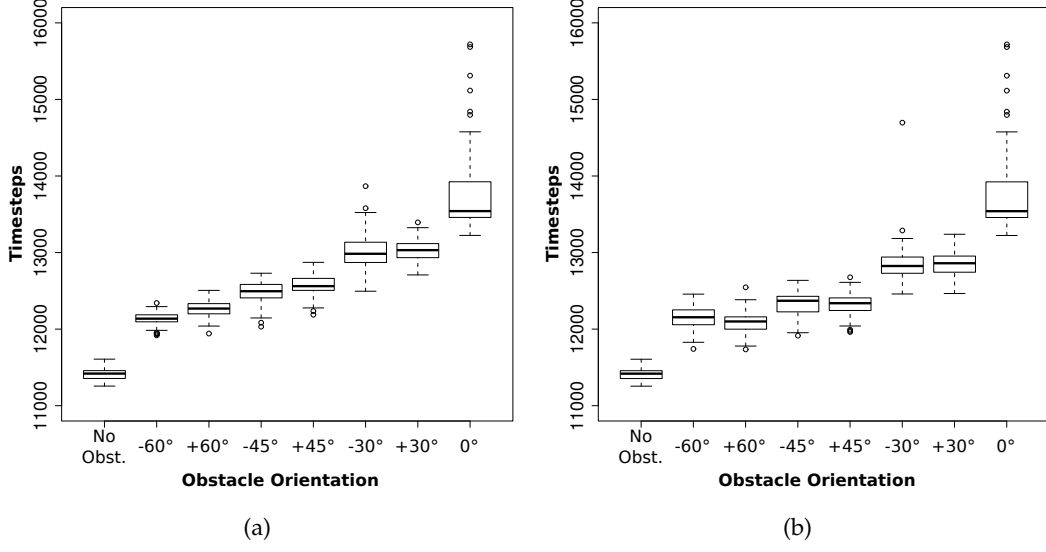 16000
15000
14000
13000
12000
11000
Timesteps
No
Obst.
-60° +60° -45° +45° -30° +30° 0°
Obstacle Orientation
(a)
16000
15000
14000
13000
12000
11000
Timesteps
No
Obst.
-60° +60° -45° +45° -30° +30° 0°
Obstacle Orientation
(b)